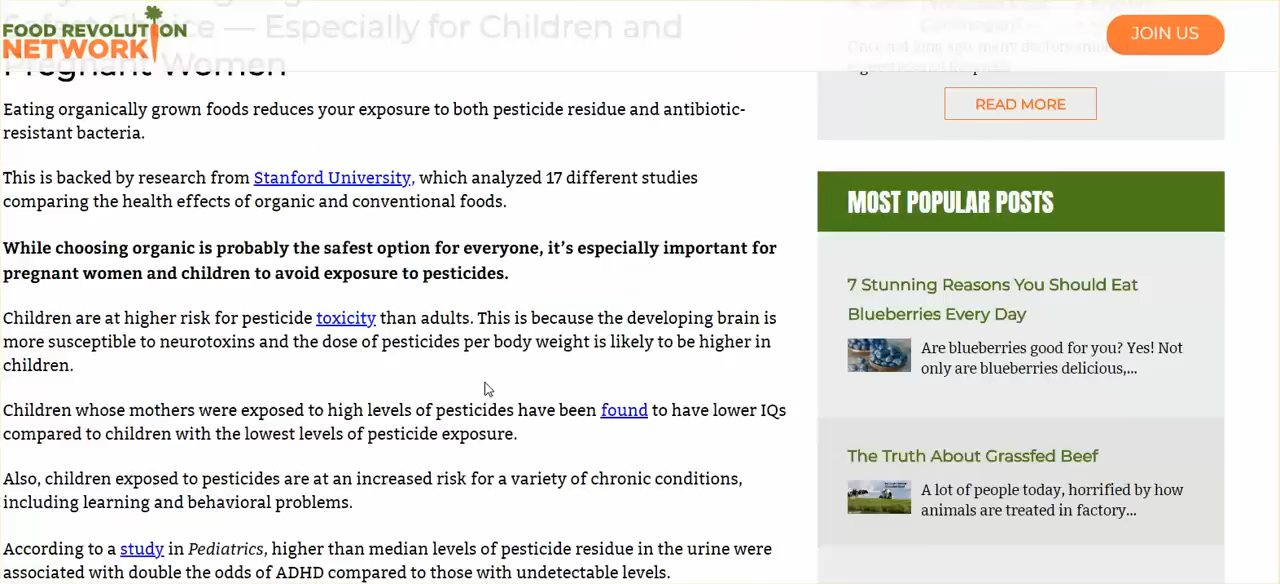 FOOD REVOLUTION
NETWORK
JOIN US
Choice — Especially for Children and
Pregnant Women
Eating organically grown foods reduces your exposure to both pesticide residue and antibiotic-
resistant bacteria.
This is backed by research from Stanford University, which analyzed 17 different studies
comparing the health effects of organic and conventional foods.
While choosing organic is probably the safest option for everyone, it's especially important for
pregnant women and children to avoid exposure to pesticides.
Children are at higher risk for pesticide toxicity than adults. This is because the developing brain is
more susceptible to neurotoxins and the dose of pesticides per body weight is likely to be higher in
children.
Children whose mothers were exposed to high levels of pesticides have been found to have lower IQs
compared to children with the lowest levels of pesticide exposure.
Also, children exposed to pesticides are at an increased risk for a variety of chronic conditions,
including learning and behavioral problems.
According to a study in Pediatrics, higher than median levels of pesticide residue in the urine were
associated with double the odds of ADHD compared to those with undetectable levels.
READ MORE
MOST POPULAR POSTS
7 Stunning Reasons You Should Eat
Blueberries Every Day
Are blueberries good for you? Yes! Not
only are blueberries delicious,...
The Truth About Grassfed Beef
A lot of people today, horrified by how
animals are treated in factory...